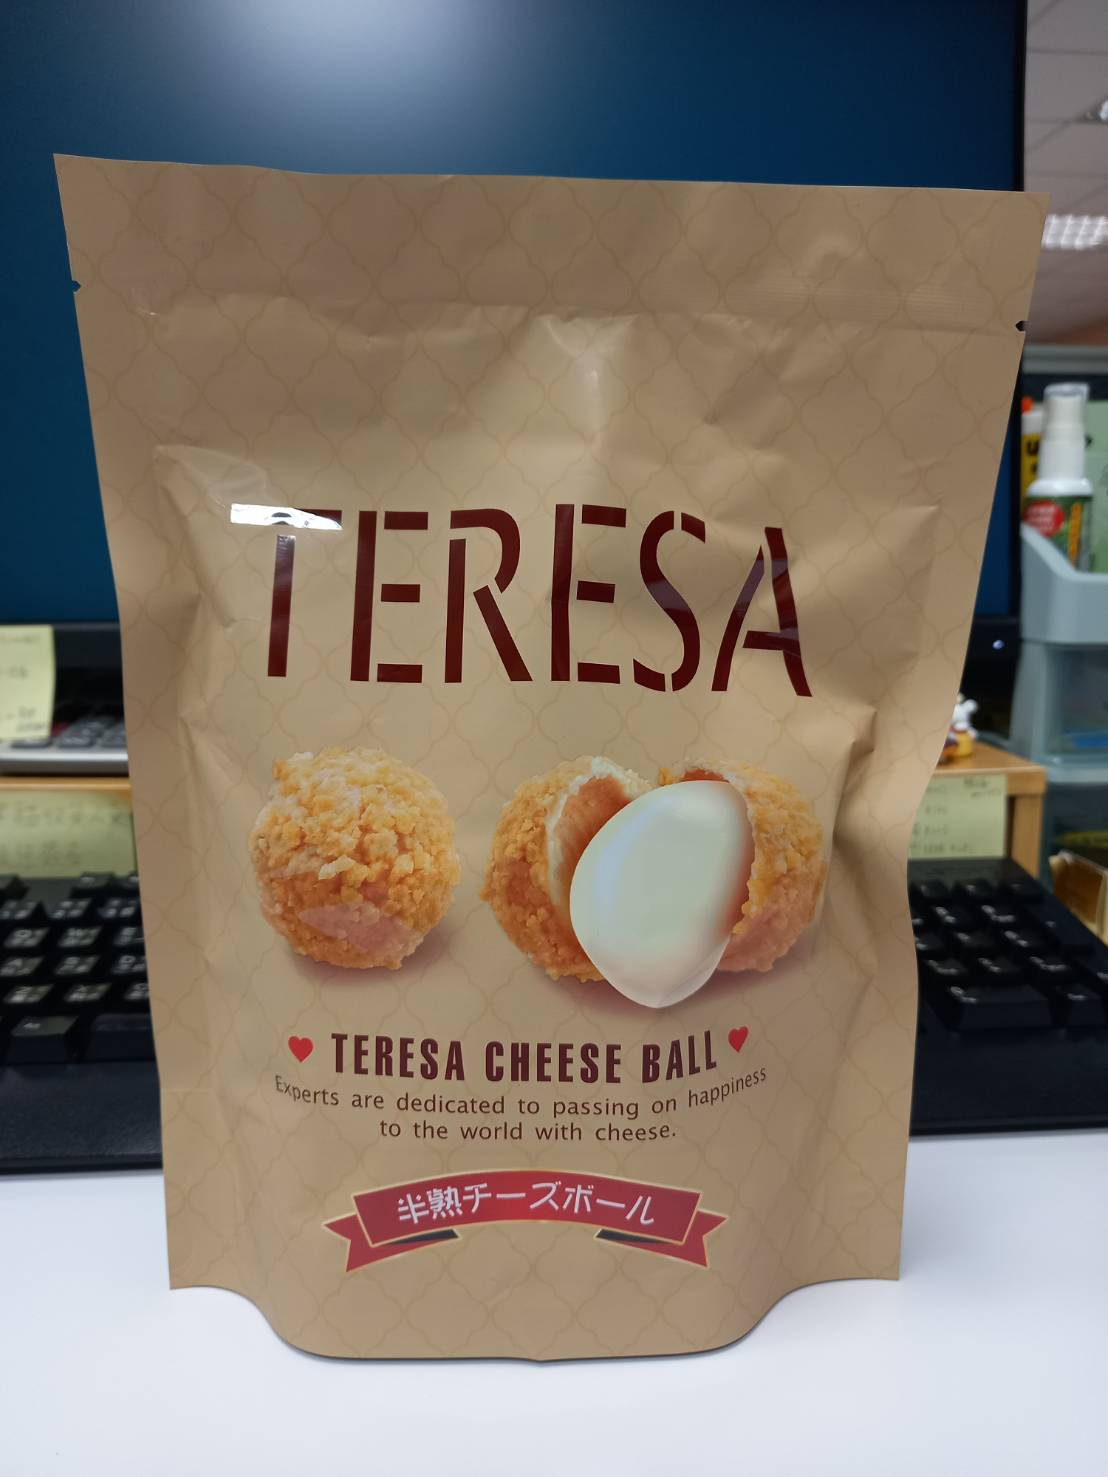 TERESA
TERESA CHEESE BALL
Experts are dedicated to passing on happiness
to the world with cheese.
半熟チーズボール